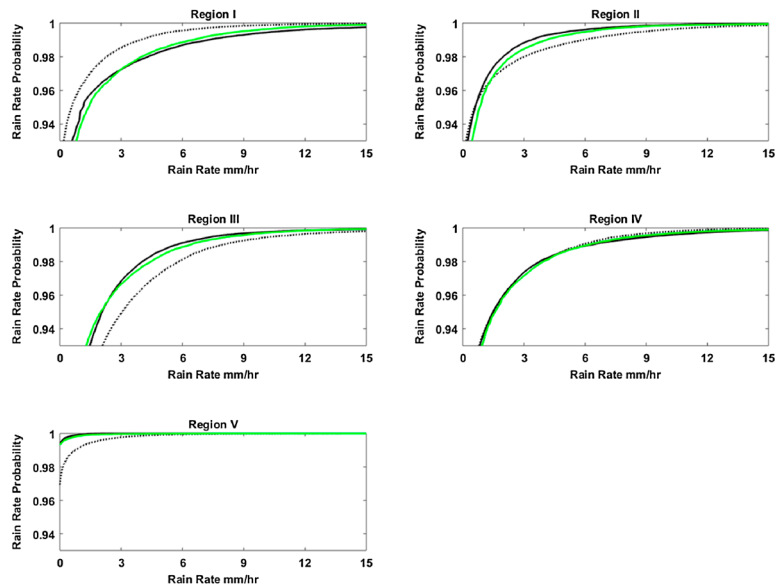 Region I
Rain Rate Probability
1
0.98
0.96
0.94
0 3 6 9 12 15
Rain Rate mm/hr
Region II
Rain Rate Probability
1
0.98
0.96
0.94
0 3 6 9 12 15
Rain Rate mm/hr
Region III
Rain Rate Probability
1
0.98
0.96
0.94
0 3 6 9 12 15
Rain Rate mm/hr
Region IV
Rain Rate Probability
1
0.98
0.96
0.94
0 3 6 9 12 15
Rain Rate mm/hr
Region V
Rain Rate Probability
1
0.98
0.96
0.94
0 3 6 9 12 15
Rain Rate mm/hr